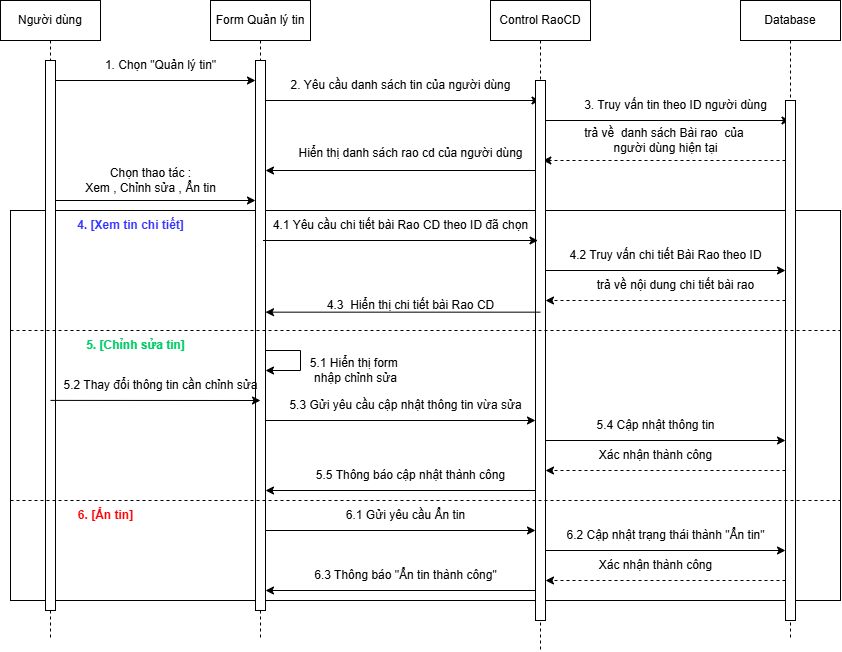 Người dùng
Form Quản lý tin
Control RaoCD
Database
1. Chọn "Quản lý tin"
2. Yêu cầu danh sách tin của người dùng
3. Truy vấn tin theo ID người dùng
trả về danh sách Bài rao của
người dùng hiện tại
Hiển thị danh sách rao cd của người dùng
Chọn thao tác :
Xem , Chỉnh sửa , Ẩn tin
4. [Xem tin chi tiết]
4.1 Yêu cầu chi tiết bài Rao CD theo ID đã chọn
4.2 Truy vấn chi tiết Bài Rao theo ID
trả về nội dung chi tiết bài rao
4.3 Hiển thị chi tiết bài Rao CD
5. [Chỉnh sửa tin]
5.1 Hiển thị form
nhập chỉnh sửa
5.2 Thay đổi thông tin cần chỉnh sửa
5.3 Gửi yêu cầu cập nhật thông tin vừa sửa
5.4 Cập nhật thông tin
Xác nhận thành công
5.5 Thông báo cập nhật thành công
6. [Ẩn tin]
6.1 Gửi yêu cầu Ẩn tin
6.2 Cập nhật trạng thái thành "Ẩn tin"
Xác nhận thành công
6.3 Thông báo "Ẩn tin thành công"